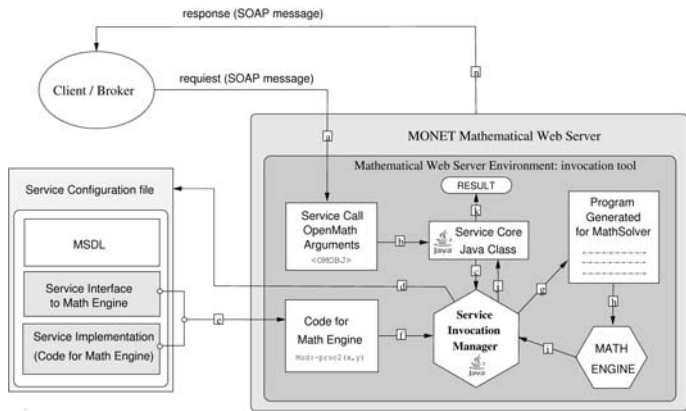 response (SOAP message)
requiest (SOAP message)
Client / Broker
n
a
MONET Mathematical Web Server
Mathematical Web Server Environment: invocation tool
Service Configuration file
MSDL
Service Interface
to Math Engine
Service Implementation
(Code for Math Engine)
RESULT
k
Service Call
OpenMath
Arguments
<OMOBJ>
b
Service Core
Java Class
Java
Program
Generated
for MathSolver
c
d
g
h
e
Code for
Math Engine
f
Service
Invocation
Manager
Java
i
MATH
ENGINE